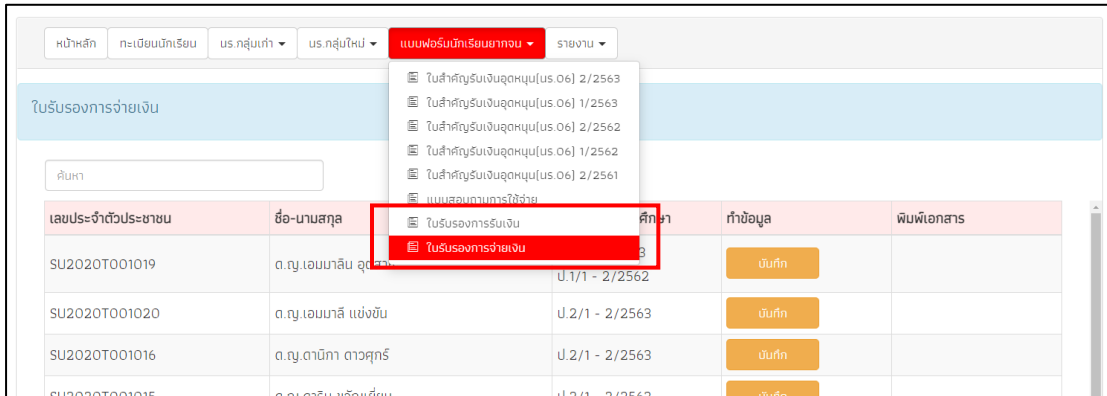 หน้าหลัก ทะเบียนนักเรียน นร.กลุ่มเก่า นร.กลุ่มใหม่ แบบฟอร์มนักเรียนยากจน รายงาน
ใบสำคัญรับเงินอุดหนุน(นร.06) 2/2563
ใบรับรองการจ่ายเงิน
ใบสำคัญรับเงินอุดหนุน(นร.06) 1/2563
ใบสำคัญรับเงินอุดหนุน(นร.06) 2/2562
ใบสำคัญรับเงินอุดหนุน(นร.06) 1/2562
ค้นหา
ใบสำคัญรับเงินอุดหนุน(นร.06) 2/2561
แบบสอบถามการใช้จ่าย
ใบรับรองการรับเงิน
ใบรับรองการจ่ายเงิน
เลขประจำตัวประชาชน ชื่อ-นามสกุล ศึกษา ทำข้อมูล พิมพ์เอกสาร
SU2020T001019 ด.ญ.เอมมาลิน ป.1/1 - 2/2562 บันทึก
SU2020T001020 ด.ญ.เอมมาลี แข่งขัน ป.2/1 - 2/2563 บันทึก
SU2020T001016 ด.ญ.ดานิกา ดาวศุกร์ ป.2/1 - 2/2563 บันทึก
SU2020T001015 ป.2/1 - 2/2563 บันทึก